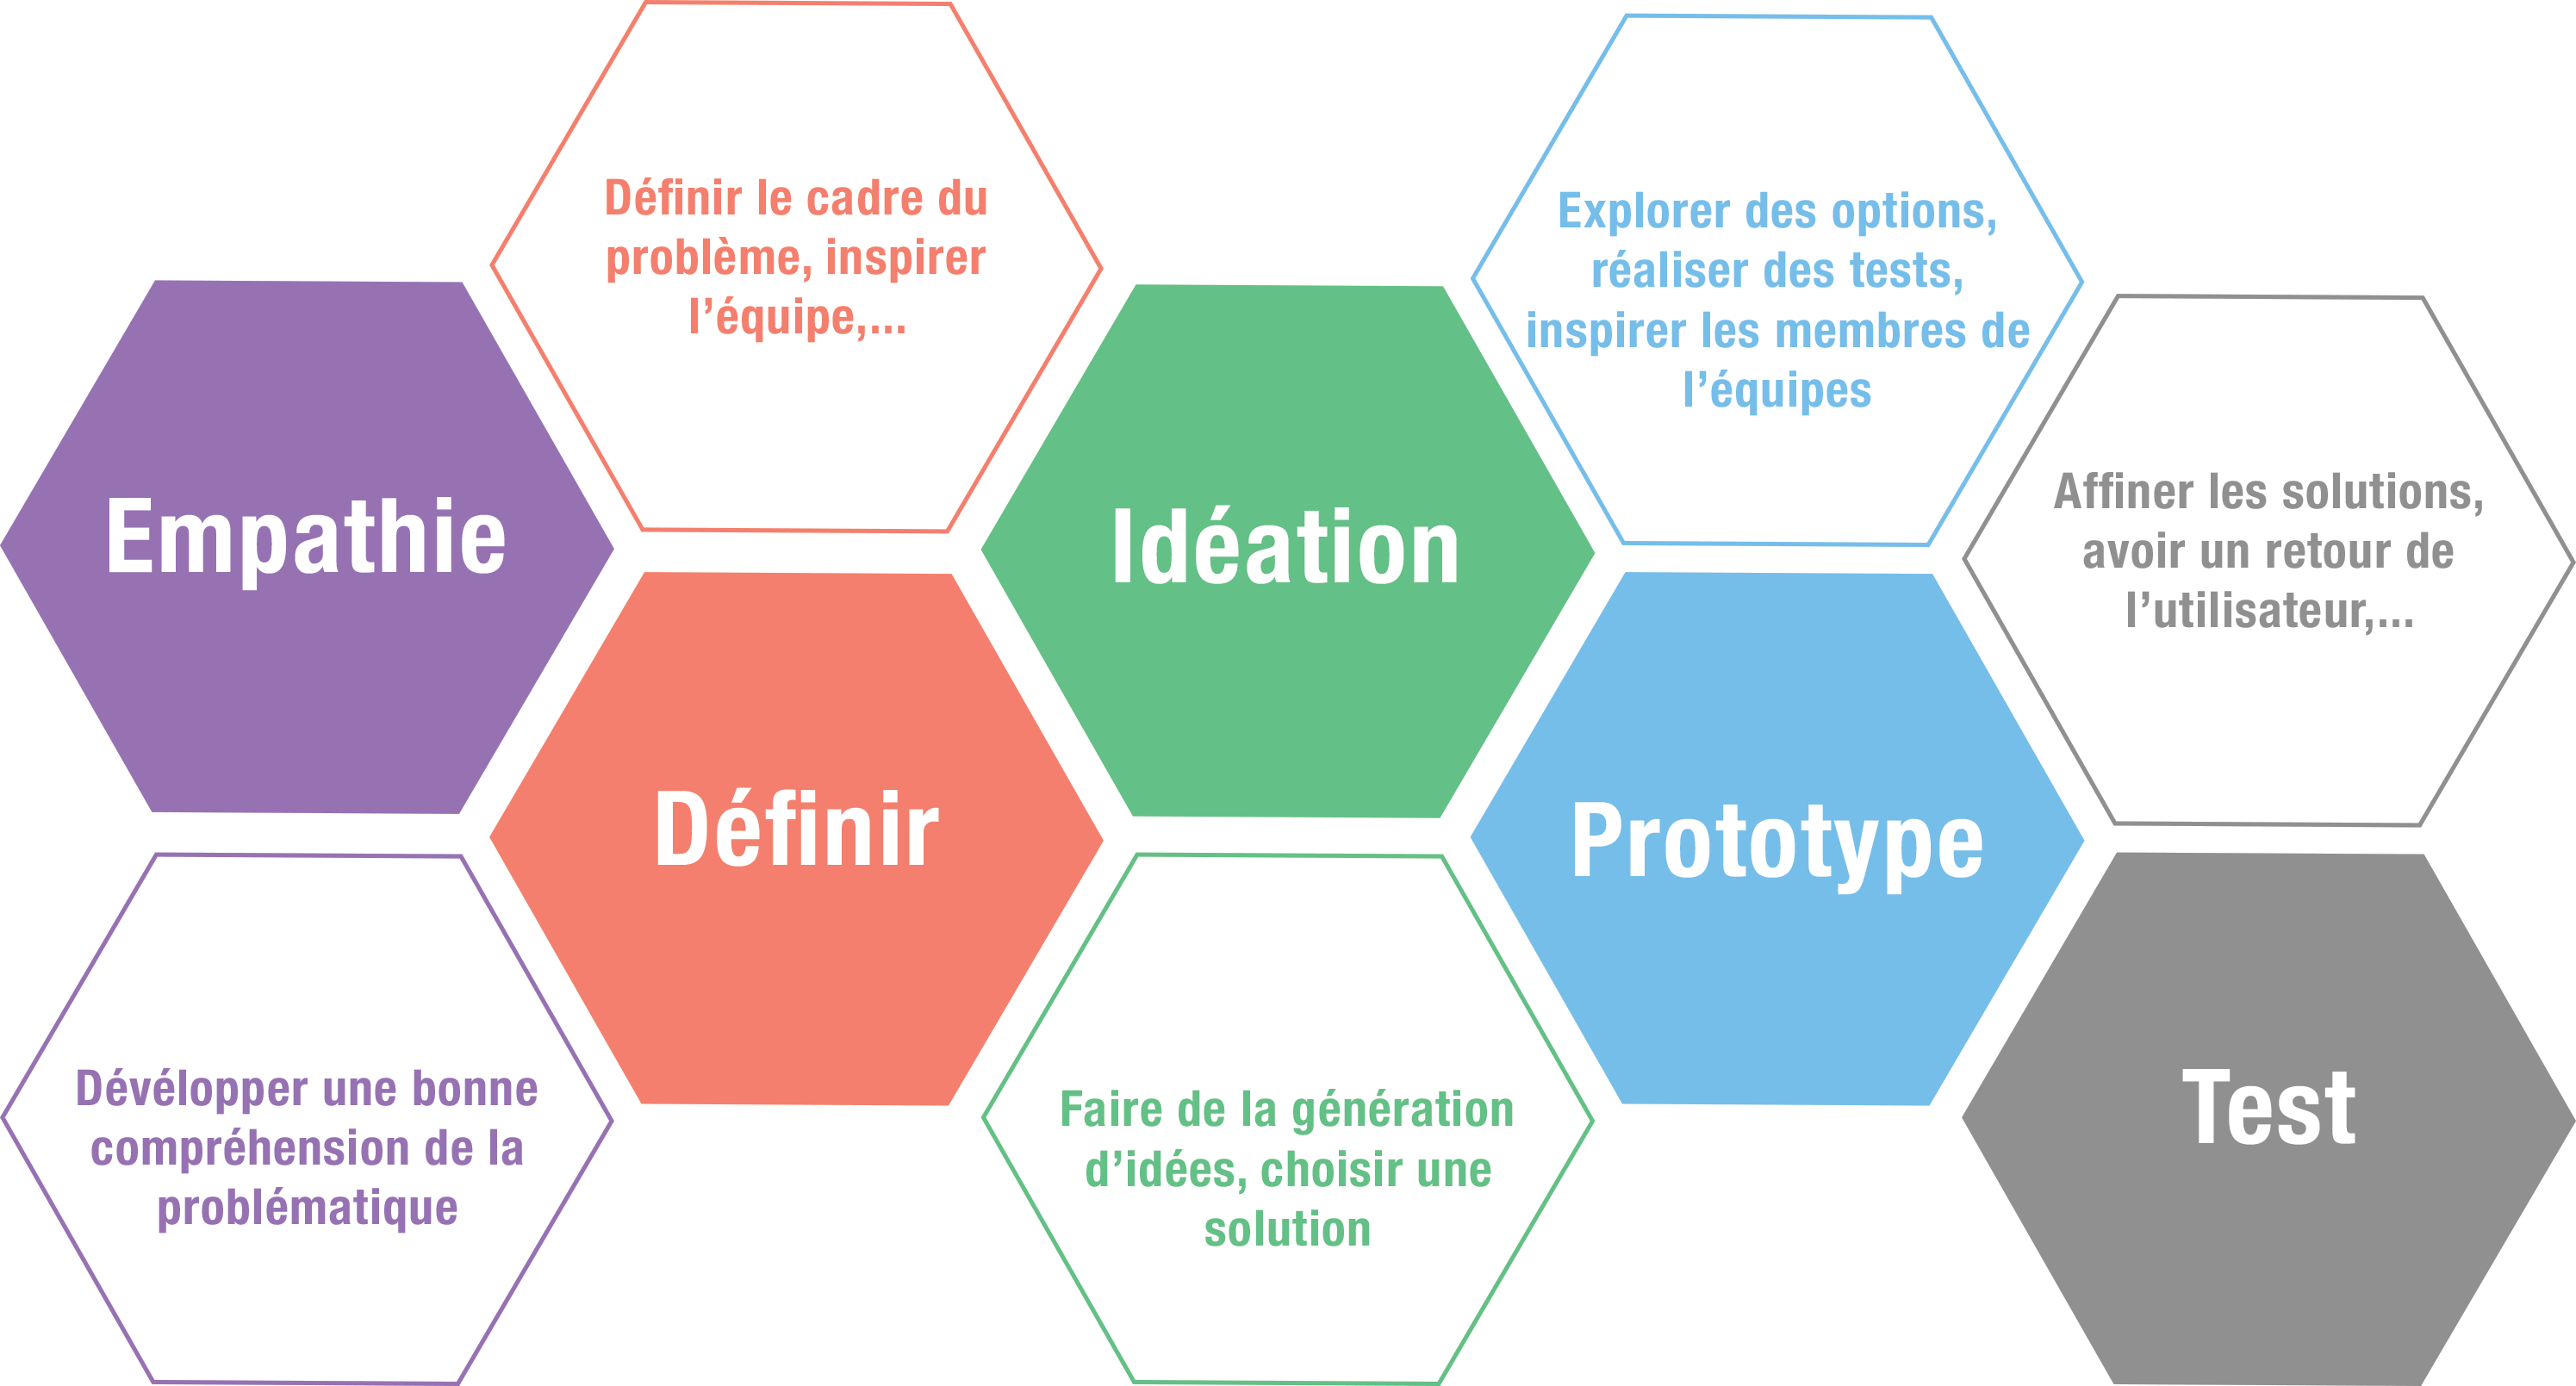 Empathie
Dévélopper une bonne
compréhension de la
problématique
Définir le cadre du
problème, inspirer
l’équipe,...
Définir
Idéation
Faire de la génération
d’idées, choisir une
solution
Explorer des options,
réaliser des tests,
inspirer les membres de
l’équipes
Prototype
Affiner les solutions,
avoir un retour de
l’utilisateur,...
Test